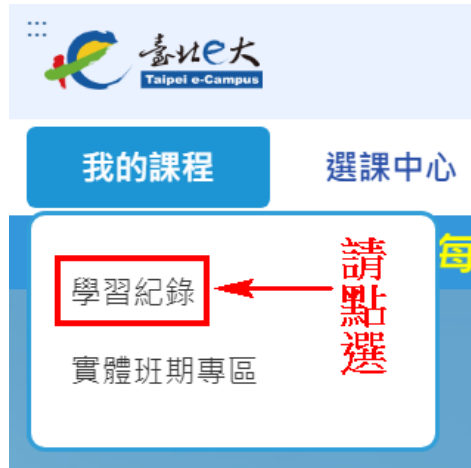 :::
臺北e大
Taipei e-Campus
我的課程
選課中心
每
學習紀錄
請點選
實體班期專區